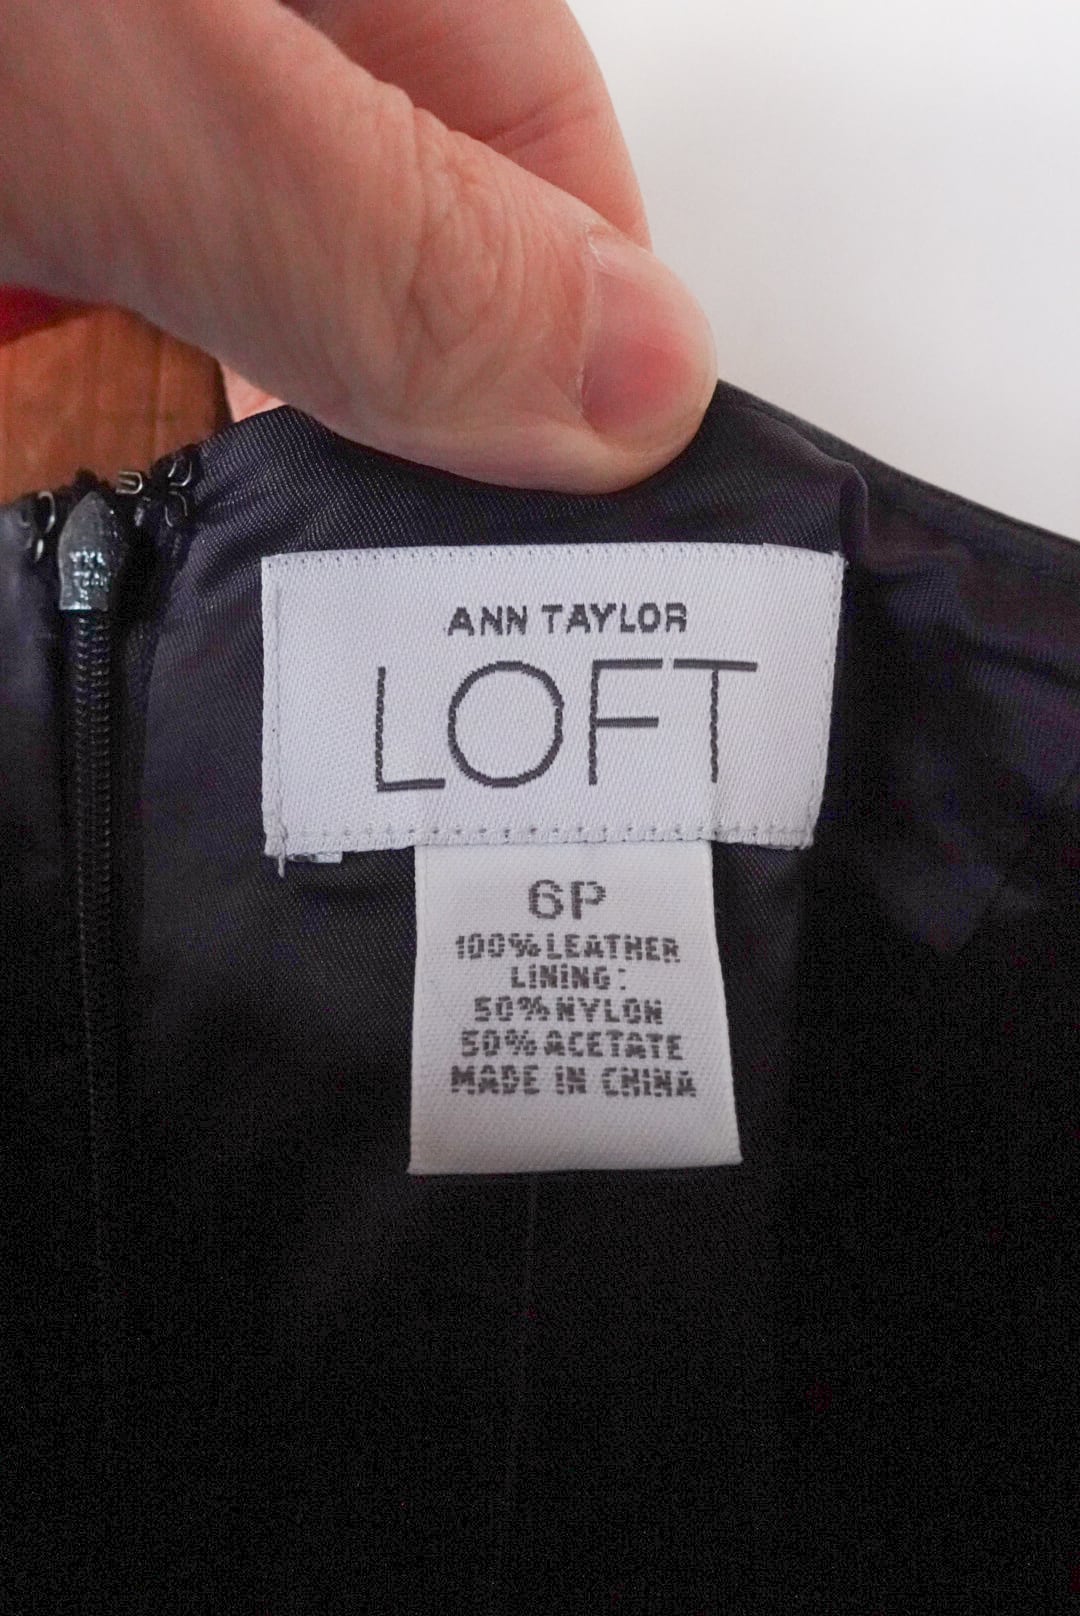 ANN TAYLOR
LOFT
6P
100% LEATHER
LINING:
50% NYLON
50% ACETATE
MADE IN CHINA